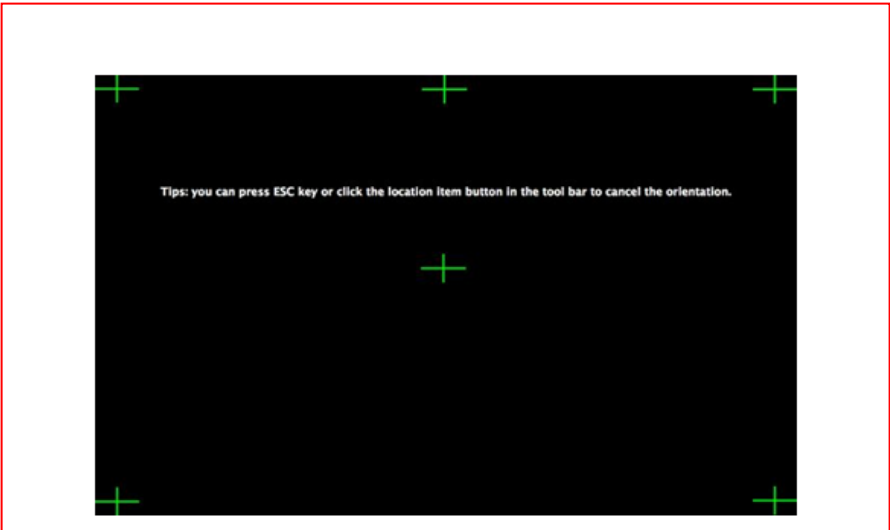 Tips: you can press ESC key or click the location item button in the tool bar to cancel the orientation.